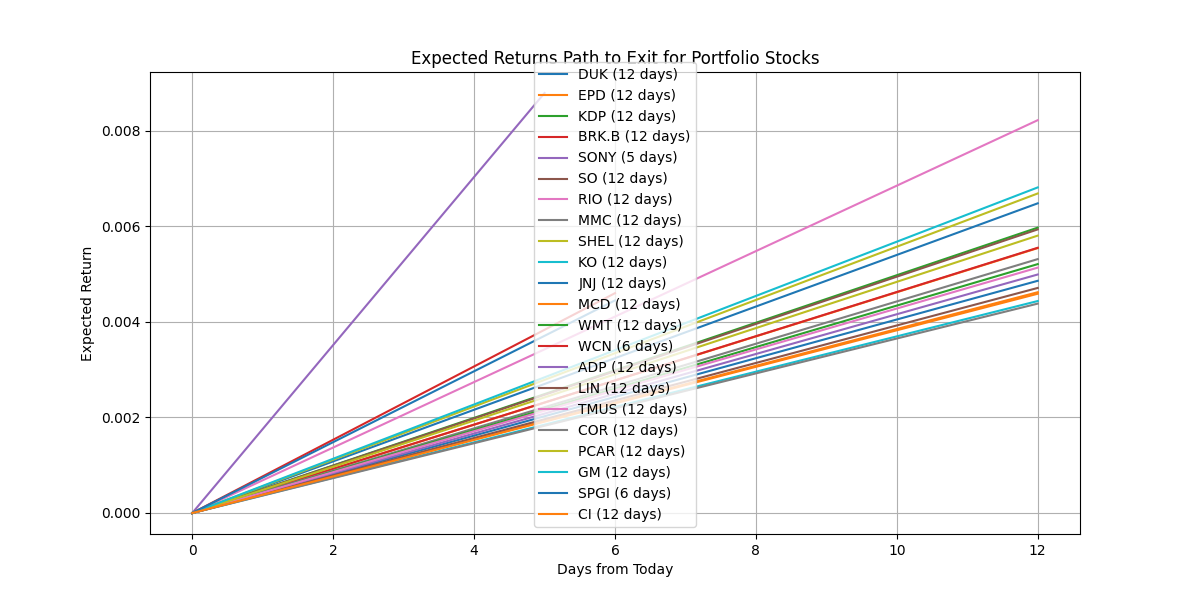 Expected Returns Path to Exit for Portfolio Stocks
DUK (12 days)
EPD (12 days)
KDP (12 days)
BRK.B (12 days)
SONY (5 days)
SO (12 days)
RIO (12 days)
MMC (12 days)
SHEL (12 days)
KO (12 days)
JNJ (12 days)
MCD (12 days)
WMT (12 days)
WCN (6 days)
ADP (12 days)
LIN (12 days)
TMUS (12 days)
COR (12 days)
PCAR (12 days)
GM (12 days)
SPGI (6 days)
CI (12 days)
Expected Return
0.008
0.006
0.004
0.002
0.000
0 2 4 6 8 10 12
Days from Today